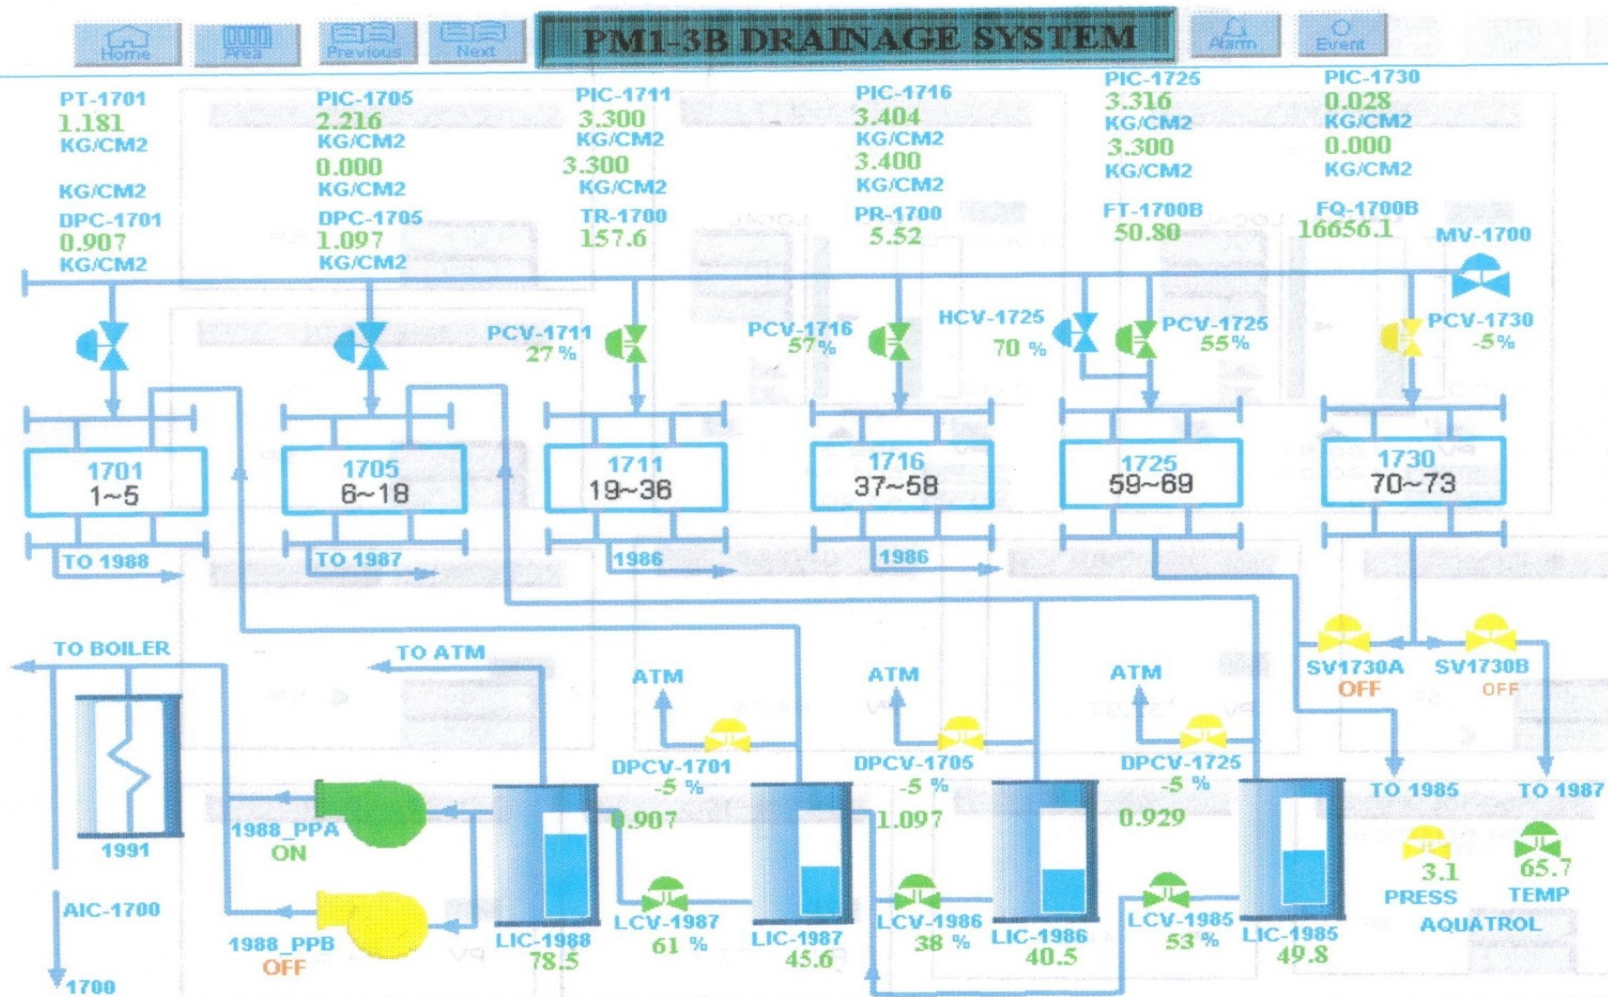 Home
Area
Previous
Next
PM1-3B DRAINAGE SYSTEM
Alarm
Event
PT-1701
1.181
KG/CM2
KG/CM2
DPC-1701
0.907
KG/CM2
PIC-1705
2.216
KG/CM2
0.000
KG/CM2
DPC-1705
1.097
KG/CM2
PIC-1711
3.300
KG/CM2
3.300
KG/CM2
TR-1700
157.6
PIC-1716
3.404
KG/CM2
3.400
KG/CM2
PR-1700
5.52
PIC-1725
3.316
KG/CM2
3.300
KG/CM2
FT-1700B
50.80
PIC-1730
0.028
KG/CM2
0.000
KG/CM2
FQ-1700B
16656.1
MV-1700
PCV-1711
27 %
PCV-1716
57%
HCV-1725
70 %
PCV-1725
55%
PCV-1730
-5%
1701
1~5
1705
6~18
1711
19~36
1716
37~58
1725
59~69
1730
70~73
TO 1988
TO 1987
1986
1986
TO BOILER
TO ATM
ATM
ATM
ATM
SV1730A
OFF
SV1730B
OFF
DPCV-1701
-5 %
0.907
DPCV-1705
-5 %
1.097
DPCV-1725
-5 %
0.929
TO 1985
TO 1987
1991
1988_PPA
ON
1988_PPB
OFF
AIC-1700
1700
LIC-1988
78.5
LCV-1987
61 %
LIC-1987
45.6
LCV-1986
38 %
LIC-1986
40.5
LCV-1985
53 %
LIC-1985
49.8
3.1
PRESS
65.7
TEMP
AQUATROL